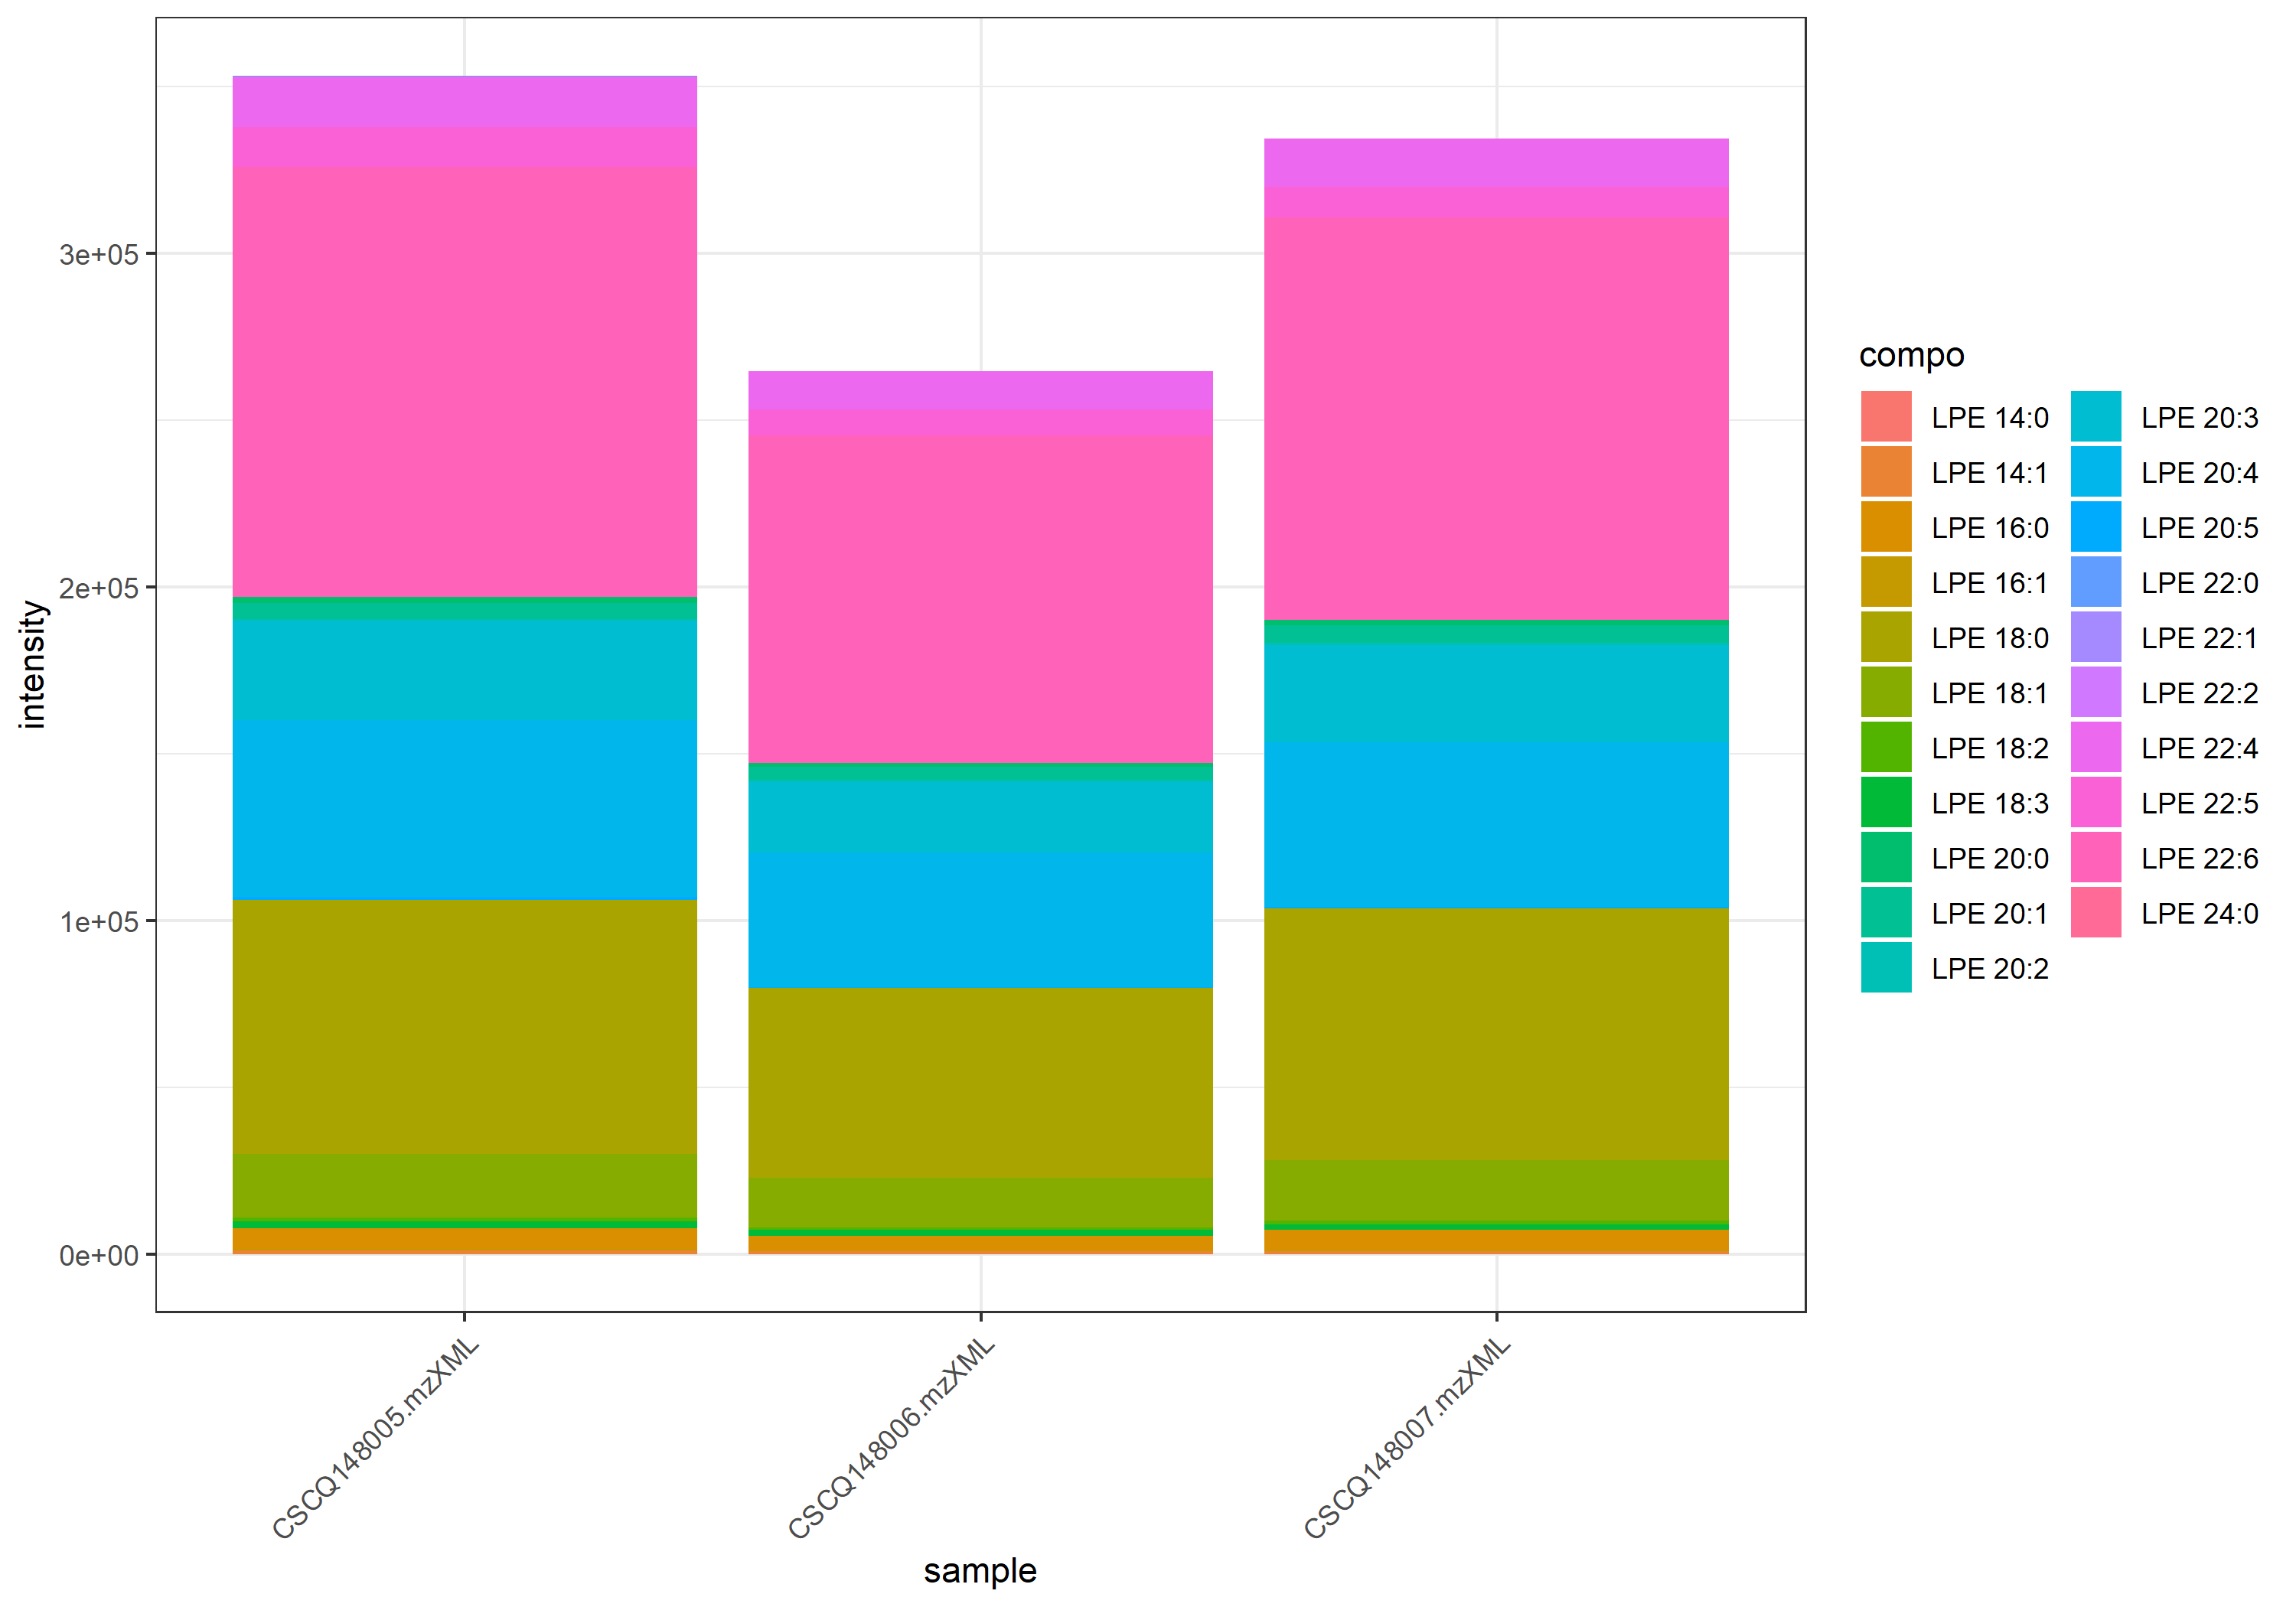 3e+05
2e+05
1e+05
0e+00
intensity
CSCQ148005.mzXML
CSCQ148006.mzXML
CSCQ148007.mzXML
sample
compo
LPE 14:0
LPE 14:1
LPE 16:0
LPE 16:1
LPE 18:0
LPE 18:1
LPE 18:2
LPE 18:3
LPE 20:0
LPE 20:1
LPE 20:2
LPE 20:3
LPE 20:4
LPE 20:5
LPE 22:0
LPE 22:1
LPE 22:2
LPE 22:4
LPE 22:5
LPE 22:6
LPE 24:0